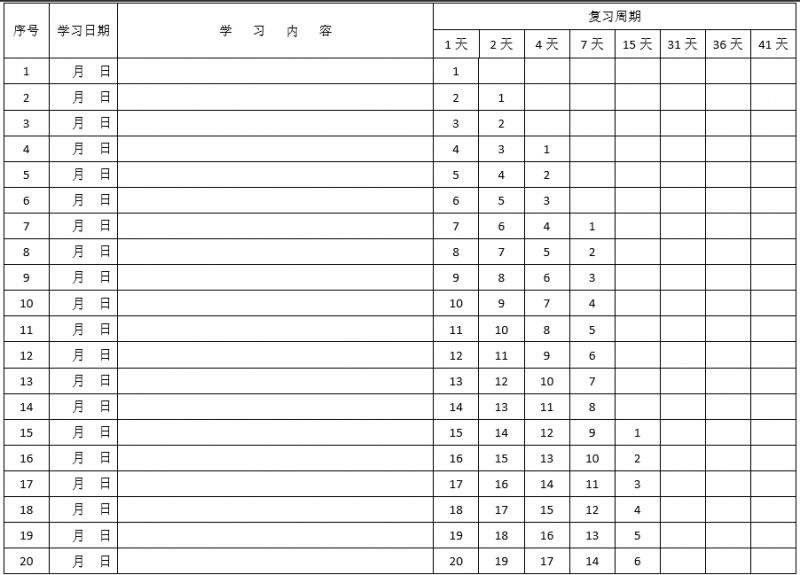 序号 学习日期 学 习 内 容 复习周期
1 天 2 天 4 天 7 天 15 天 31 天 36 天 41 天
1 月 日 1
2 月 日 2 1
3 月 日 3 2
4 月 日 4 3 1
5 月 日 5 4 2
6 月 日 6 5 3
7 月 日 7 6 4 1
8 月 日 8 7 5 2
9 月 日 9 8 6 3
10 月 日 10 9 7 4
11 月 日 11 10 8 5
12 月 日 12 11 9 6
13 月 日 13 12 10 7
14 月 日 14 13 11 8
15 月 日 15 14 12 9 1
16 月 日 16 15 13 10 2
17 月 日 17 16 14 11 3
18 月 日 18 17 15 12 4
19 月 日 19 18 16 13 5
20 月 日 20 19 17 14 6